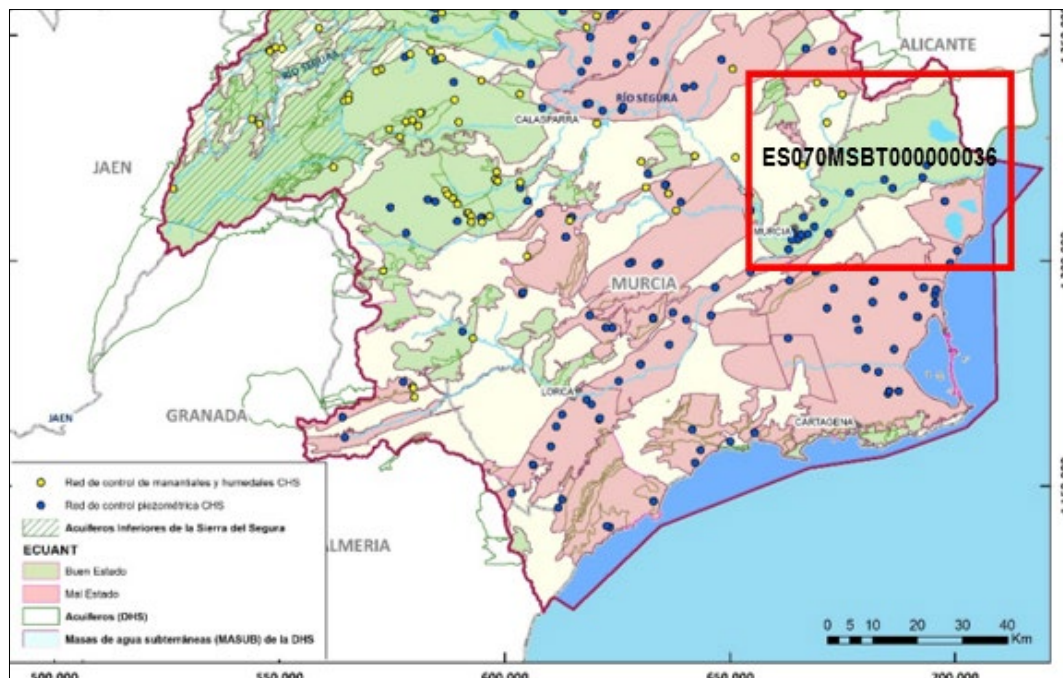 ALICANTE
RÍO SEGURA
RÍO SEGURA
CALASPARRA
ES070MSBT000000036
JAEN
MURCIA
MURCIA
LORCA
GRANADA
JAEN
CARTAGENA
ALMERIA
Red de control de manantiales y humedales CHS
Red de control piezométrica CHS
Acuíferos Inferiores de la Sierra del Segura
ECUANT
Buen Estado
Mal Estado
Acuíferos (DHS)
Masas de agua subterráneas (MASUB) de la DHS
0 5 10 20 30 40
Km
500.000 550.000 600.000 650.000 700.000